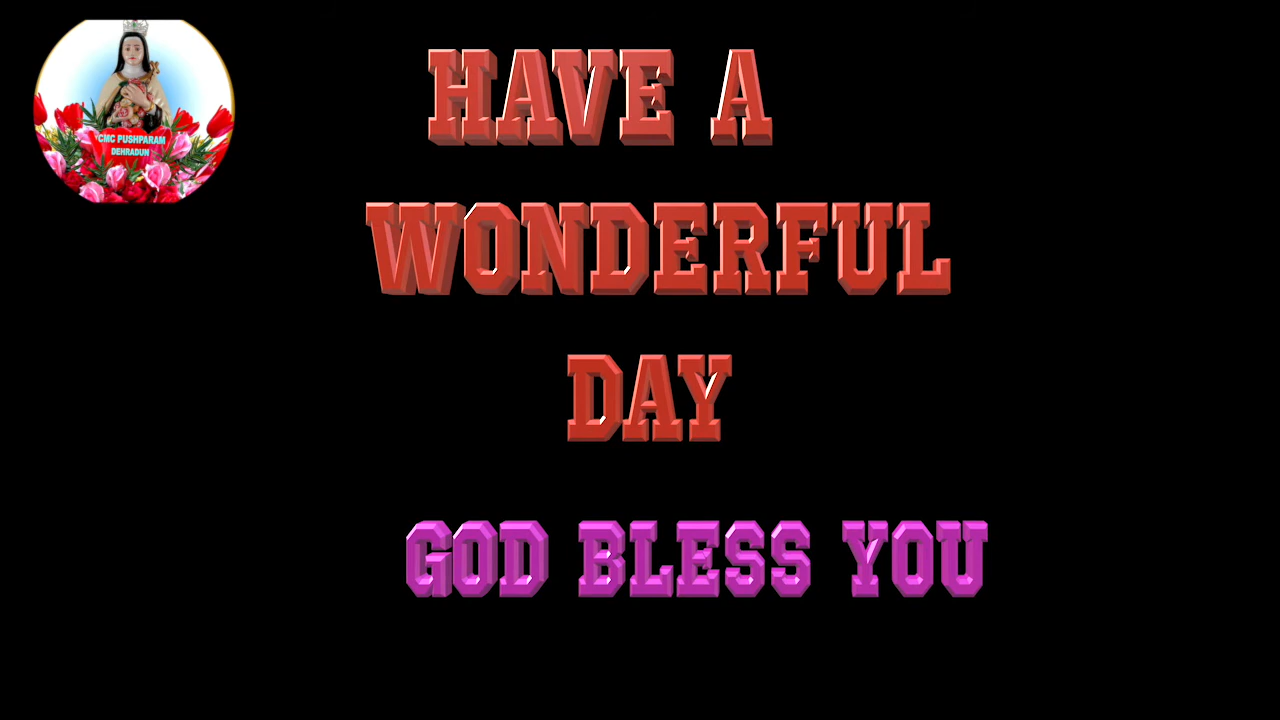 CMC PUSHPARAM
DEHRADUN
HAVE A
WONDERFUL
DAY
GOD BLESS YOU